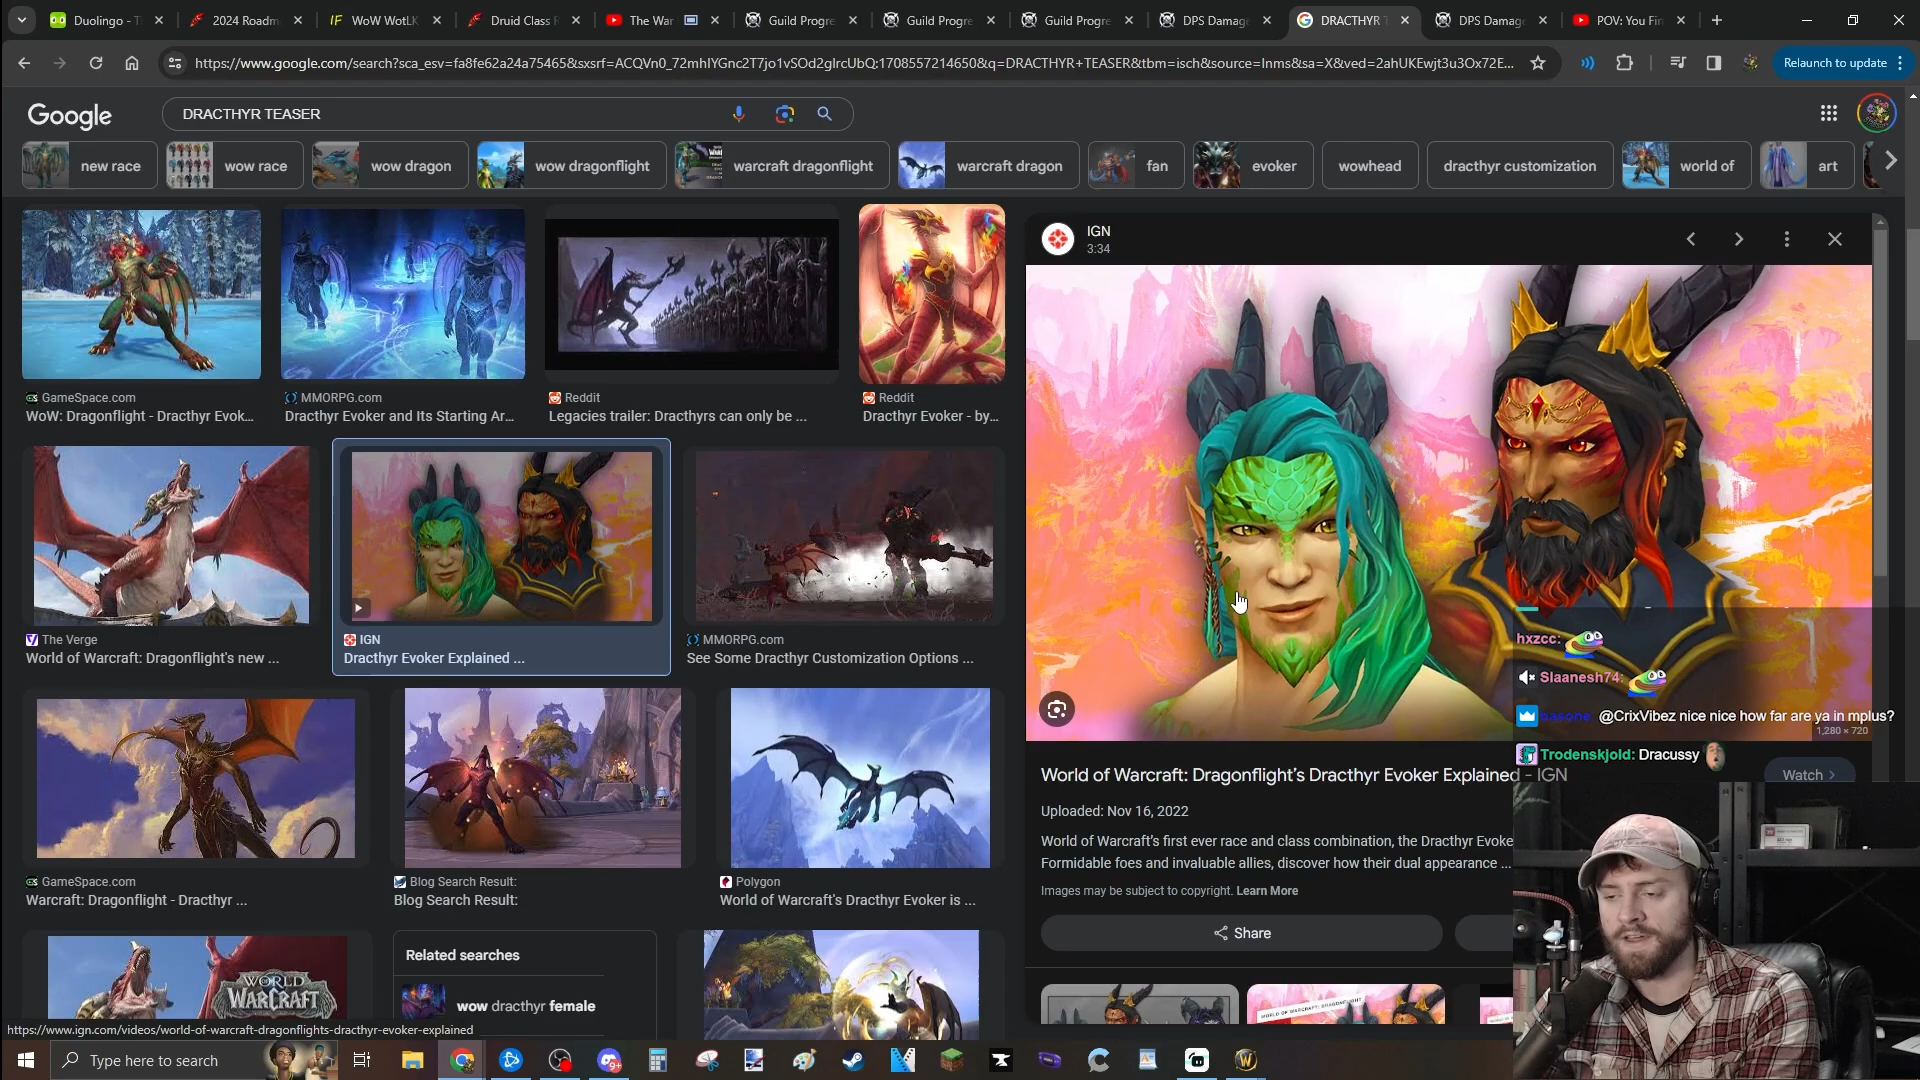 Duolingo - T
2024 Roadm
WoW WotLK
Druid Class F
The War
Guild Progre
Guild Progre
Guild Progre
DPS Damag
DRACTHYR T
DPS Damag
POV: You Fin
https://www.google.com/search?sca_esv=fa8fe62a24a75465&sxsrf=ACQVn0_72mhIYGnc2T7jo1vSOd2glrcUbQ:1708557214650&q=DRACTHYR+TEASER&tbm=isch&source=lnms&sa=X&ved=2ahUKEwjt3u3Ox72E...
Relaunch to update
Google
DRACTHYR TEASER
new race
wow race
wow dragon
wow dragonflight
warcraft dragonflight
warcraft dragon
fan
evoker
wowhead
dracthyr customization
world of
art
IGN
3:34
GameSpace.com
WoW: Dragonflight - Dracthyr Evok...
MMORPG.com
Dracthyr Evoker and Its Starting Ar...
Reddit
Legacies trailer: Dracthyrs can only be ...
Reddit
Dracthyr Evoker - by...
The Verge
World of Warcraft: Dragonflight's new ...
IGN
Dracthyr Evoker Explained ...
MMORPG.com
See Some Dracthyr Customization Options ...
hxzcc:
Slaanesh74:
@CrixVibez nice nice how far are ya in mplus?
1,280 × 720
Trodenskjold: Dracussy
World of Warcraft: Dragonflight's Dracthyr Evoker Explained - IGN
Watch
Uploaded: Nov 16, 2022
World of Warcraft's first ever race and class combination, the Dracthyr Evoke
Formidable foes and invaluable allies, discover how their dual appearance ...
Images may be subject to copyright. Learn More
Share
GameSpace.com
Warcraft: Dragonflight - Dracthyr ...
Blog Search Result:
Blog Search Result:
Polygon
World of Warcraft's Dracthyr Evoker is ...
WORLD
WARCRAFT
Related searches
wow dracthyr female
WORLD OF WARCRAFT: DRAGONFLIGHT
https://www.ign.com/videos/world-of-warcraft-dragonflights-dracthyr-evoker-explained
Type here to search